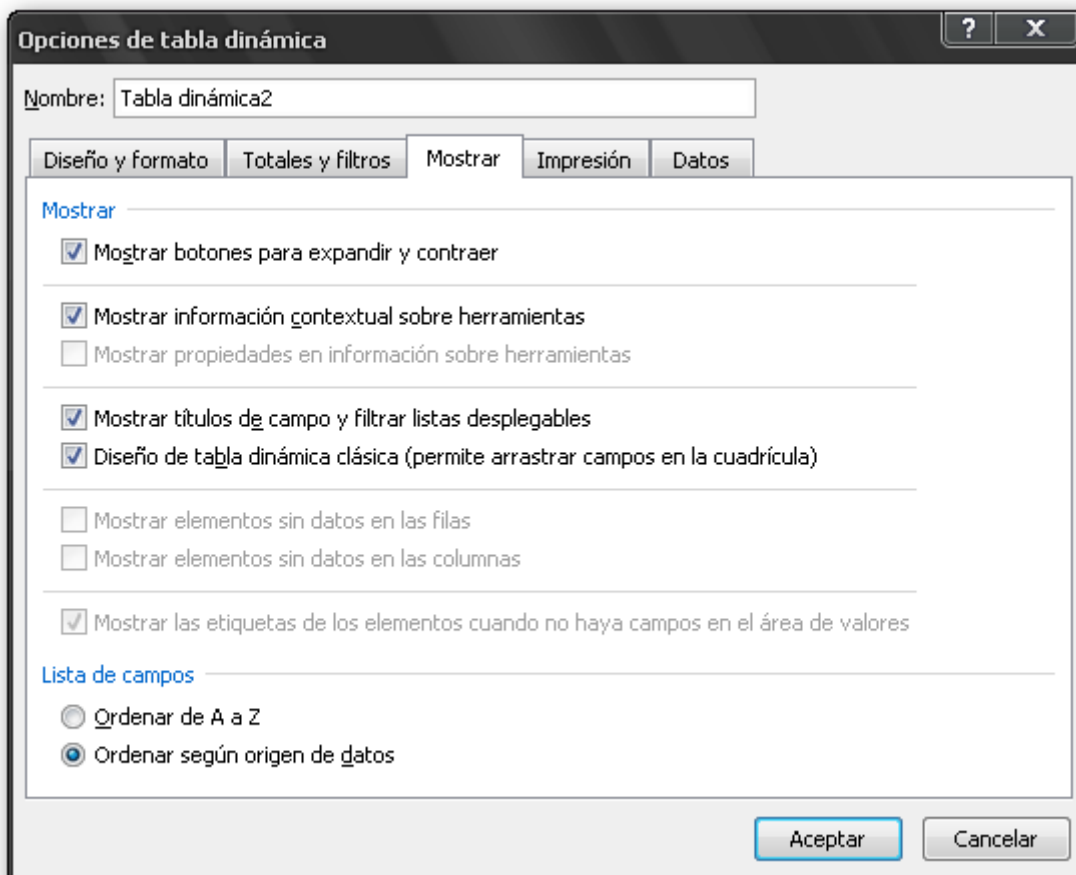 Opciones de tabla dinámica
Nombre: Tabla dinámica2
Diseño y formato Totales y filtros Mostrar Impresión Datos
Mostrar
Mostrar botones para expandir y contraer
Mostrar información contextual sobre herramientas
Mostrar propiedades en información sobre herramientas
Mostrar títulos de campo y filtrar listas desplegables
Diseño de tabla dinámica clásica (permite arrastrar campos en la cuadrícula)
Mostrar elementos sin datos en las filas
Mostrar elementos sin datos en las columnas
Mostrar las etiquetas de los elementos cuando no haya campos en el área de valores
Lista de campos
Ordenar de A a Z
Ordenar según origen de datos
Aceptar Cancelar